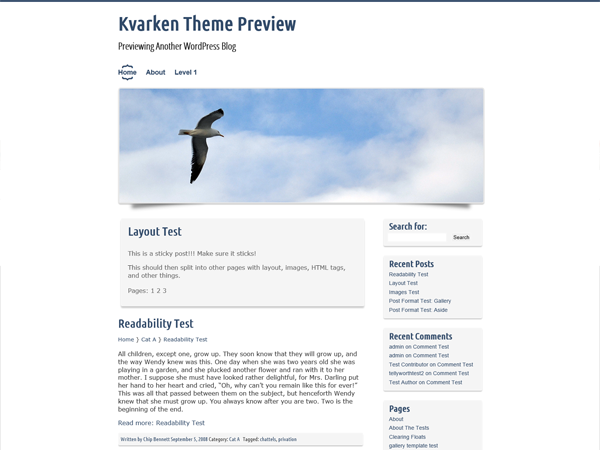 Kvarken Theme Preview
Previewing Another WordPress Blog
Home About Level 1
Layout Test
This is a sticky post!!! Make sure it sticks!
This should then split into other pages with layout, images, HTML tags,
and other things.
Pages: 1 2 3
Readability Test
Home } Cat A } Readability Test
All children, except one, grow up. They soon know that they will grow up, and
the way Wendy knew was this. One day when she was two years old she was
playing in a garden, and she plucked another flower and ran with it to her
mother. I suppose she must have looked rather delightful, for Mrs. Darling put
her hand to her heart and cried, “Oh, why can't you remain like this for ever!”
This was all that passed between them on the subject, but henceforth Wendy
knew that she must grow up. You always know after you are two. Two is the
beginning of the end.
Read more: Readability Test
Written by Chip Bennett September 5, 2008 Category: Cat A Tagged: chattels, privation
Search for:
Search
Recent Posts
Readability Test
Layout Test
Images Test
Post Format Test: Gallery
Post Format Test: Aside
Recent Comments
admin on Comment Test
admin on Comment Test
Test Contributor on Comment Test
tellyworthtest2 on Comment Test
Test Author on Comment Test
Pages
About
About The Tests
Clearing Floats
gallery template test